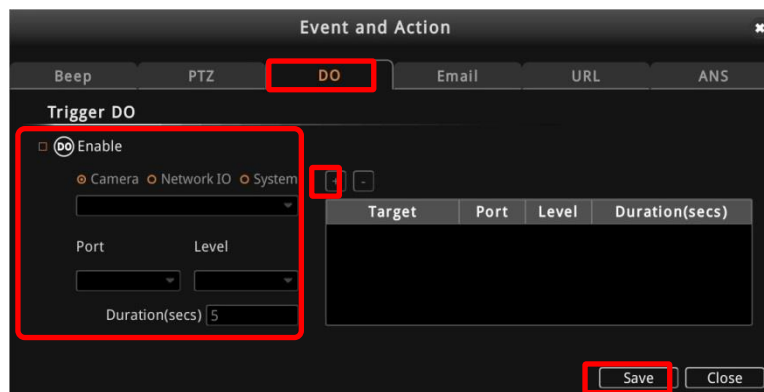 Event and Action
Beep PTZ DO Email URL ANS
Trigger DO
DO Enable
Camera Network IO System + -
Target Port Level Duration(secs)
Port Level
Duration(secs) 5
Save Close